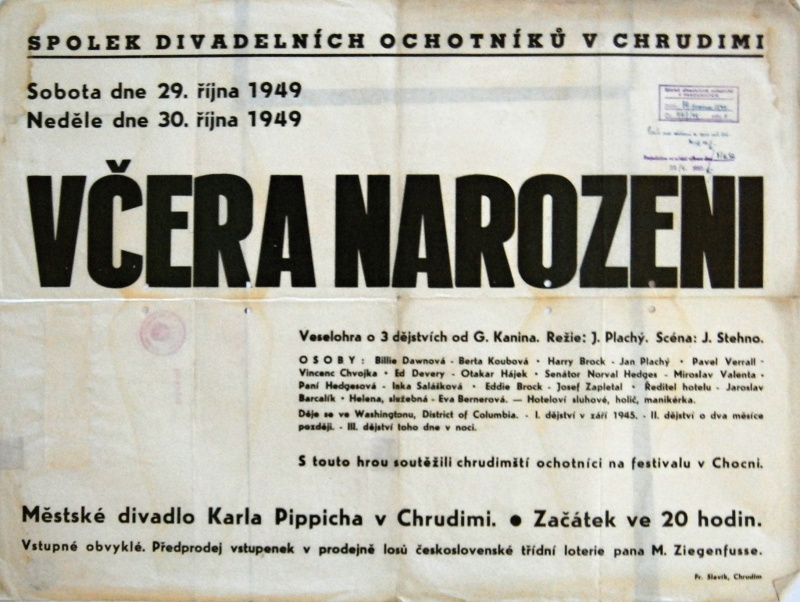 SPOLEK DIVADELNÍCH OCHOTNÍKŮ V CHRUDIMI
Sobota dne 29. října 1949
Neděle dne 30. října 1949
VČERA NAROZENI
Veselohra o 3 dějstvích od G. Kanina. Režie: J. Plachý. Scéna: J. Stehno.
OSOBY: Billie Dawnová - Berta Koubová • Harry Brock - Jan Plachý • Pavel Verrall -
Vincenc Chvojka • Ed Devery - Otakar Hájek • Senátor Norval Hedges - Miroslav Valenta •
Paní Hedgesová - Iska Salášková • Eddie Brock - Josef Zapletal • Ředitel hotelu - Jaroslav
Barcalík • Helena, služebná - Eva Bernerová. — Hoteloví sluhové, holič, manikérka.
Děje se ve Washingtonu, District of Columbia. - I. dějství v září 1945. - II. dějství o dva měsíce
později. - III. dějství toho dne v noci.
S touto hrou soutěžili chrudimští ochotníci na festivalu v Chocni.
Městské divadlo Karla Pippicha v Chrudimi. ● Začátek ve 20 hodin.
Vstupné obvyklé. Předprodej vstupenek v prodejně losů československé třídní loterie pana M. Ziegenfusse.
Fr. Slavík, Chrudim